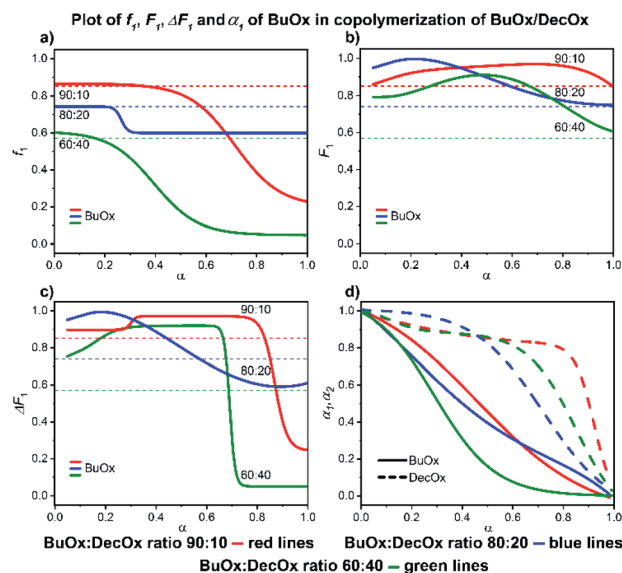 Plot of f1, F1, ΔF1 and α1 of BuOx in copolymerization of BuOx/DecOx
a)
1.0
0.8
0.6
0.4
0.2
0.0
f1
90:10
80:20
60:40
BuOx
0.0 0.2 0.4 0.6 0.8 1.0
α
b)
1.0
0.8
0.6
0.4
0.2
0.0
F1
90:10
80:20
60:40
BuOx
0.0 0.2 0.4 0.6 0.8 1.0
α
c)
1.0
0.8
0.6
0.4
0.2
0.0
ΔF1
90:10
80:20
60:40
BuOx
0.0 0.2 0.4 0.6 0.8 1.0
α
d)
1.0
0.8
0.6
0.4
0.2
0.0
α1, α2
BuOx
DecOx
0.0 0.2 0.4 0.6 0.8 1.0
α
BuOx:DecOx ratio 90:10 – red lines BuOx:DecOx ratio 80:20 – blue lines
BuOx:DecOx ratio 60:40 – green lines